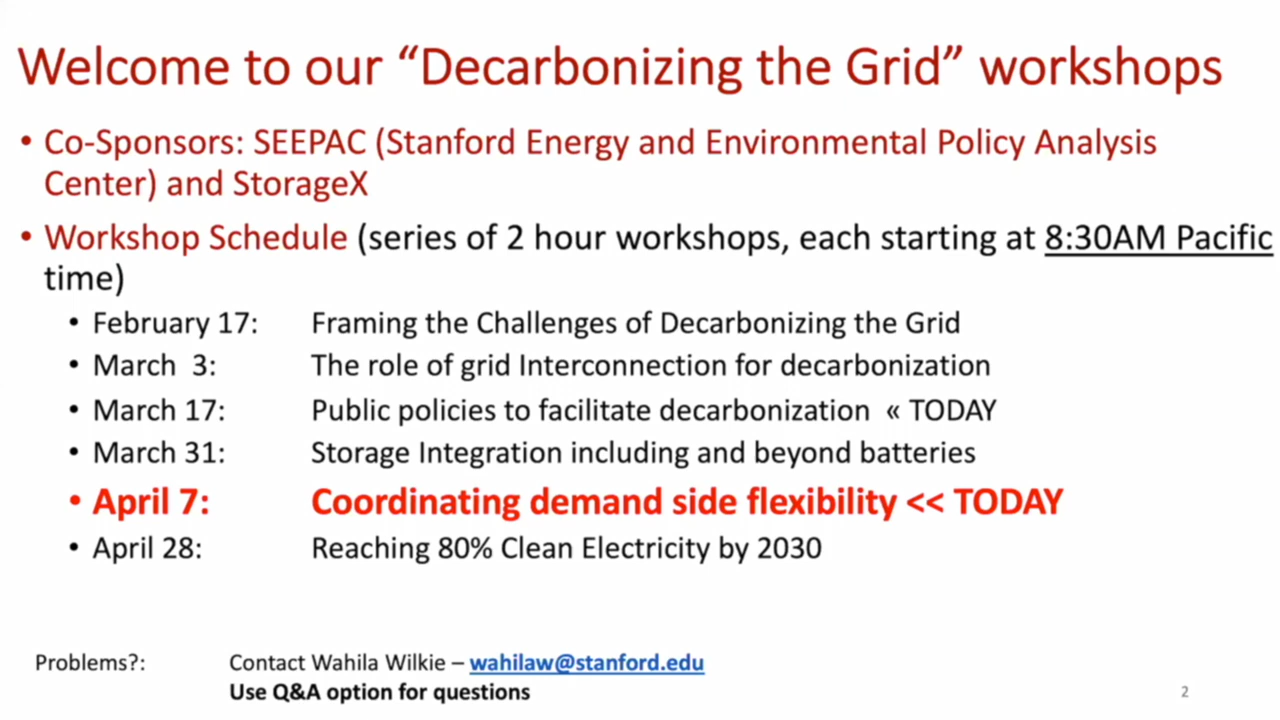 Welcome to our “Decarbonizing the Grid” workshops
• Co-Sponsors: SEEPAC (Stanford Energy and Environmental Policy Analysis
Center) and StorageX
• Workshop Schedule (series of 2 hour workshops, each starting at 8:30AM Pacific
time)
• February 17: Framing the Challenges of Decarbonizing the Grid
• March 3: The role of grid Interconnection for decarbonization
• March 17: Public policies to facilitate decarbonization « TODAY
• March 31: Storage Integration including and beyond batteries
• April 7: Coordinating demand side flexibility << TODAY
• April 28: Reaching 80% Clean Electricity by 2030
Problems?: Contact Wahila Wilkie – wahilaw@stanford.edu
Use Q&A option for questions
2